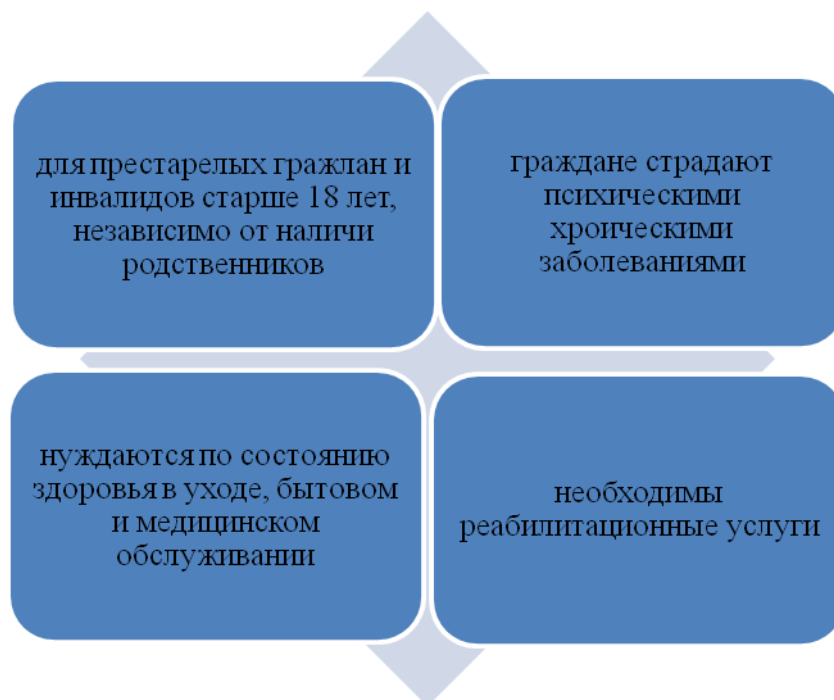 для престарелых гражлан и
инвалидов старше 18 лет,
независимо от наличи
родственников
граждане страдают
психическими
хроическими
заболеваниями
нуждаются по состоянию
здоровья в уходе, бытовом
и медицинском
обслуживании
необходимы
реабилитационные услуги